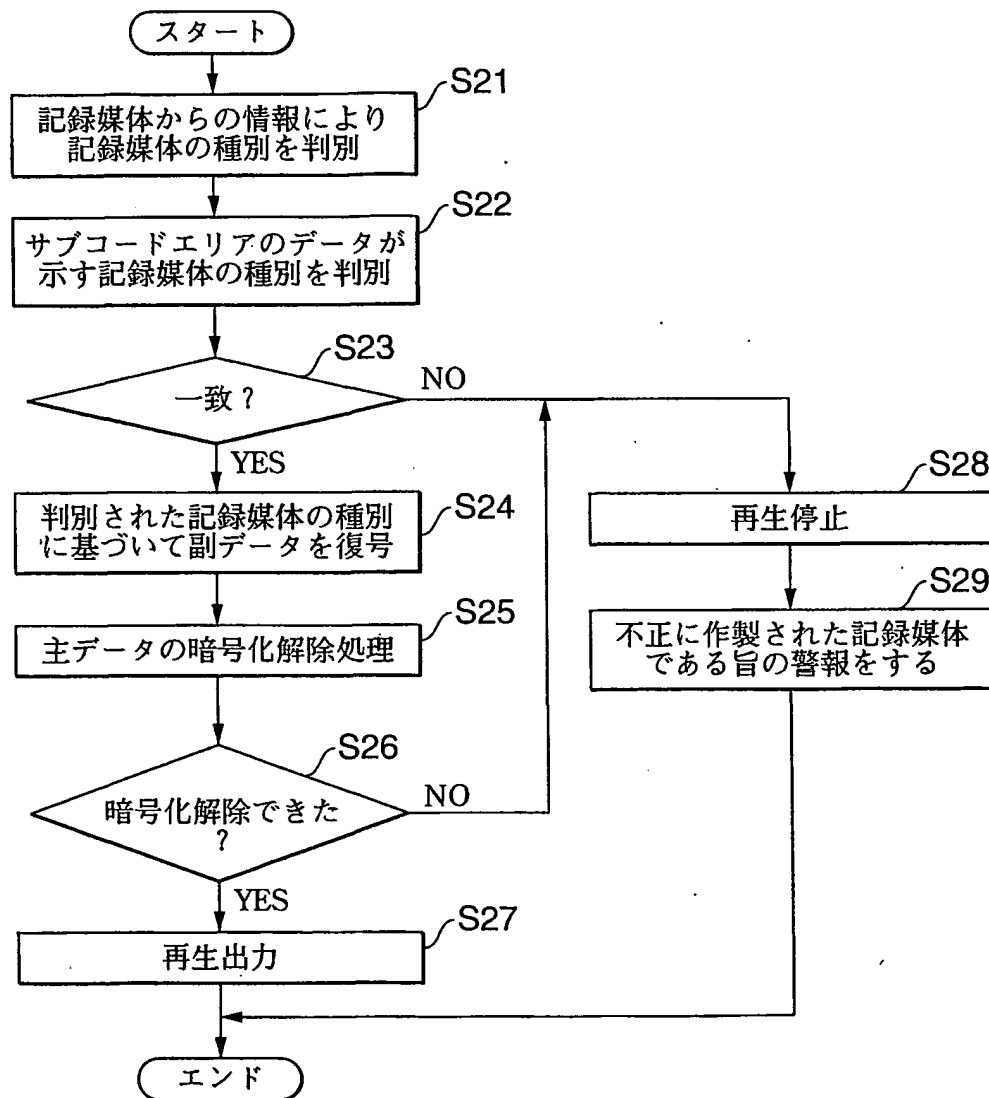 スタート
S21
記録媒体からの情報により
記録媒体の種別を判別
S22
サブコードエリアのデータが
示す記録媒体の種別を判別
S23
一致？
NO
YES
S24
判別された記録媒体の種別
に基づいて副データを復号
S25
主データの暗号化解除処理
S26
暗号化解除できた
？
NO
YES
S27
再生出力
S28
再生停止
S29
不正に作製された記録媒体
である旨の警報をする
エンド